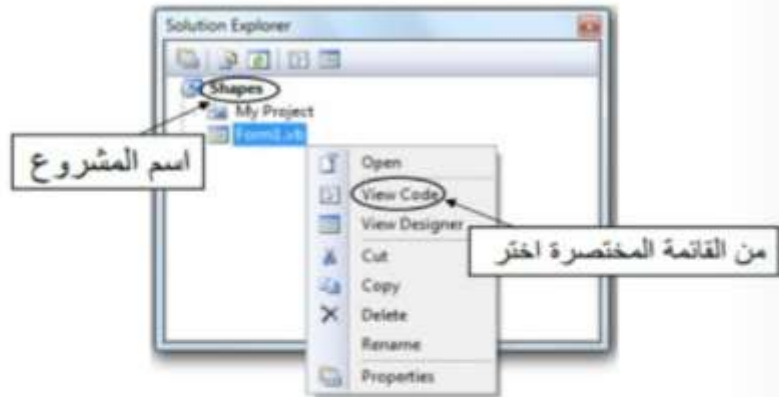 Solution Explorer
Shapes
My Project
Form1.vb
اسم المشروع
Open
View Code
View Designer
من القائمة المختصرة اختر
Cut
Copy
Delete
Rename
Properties